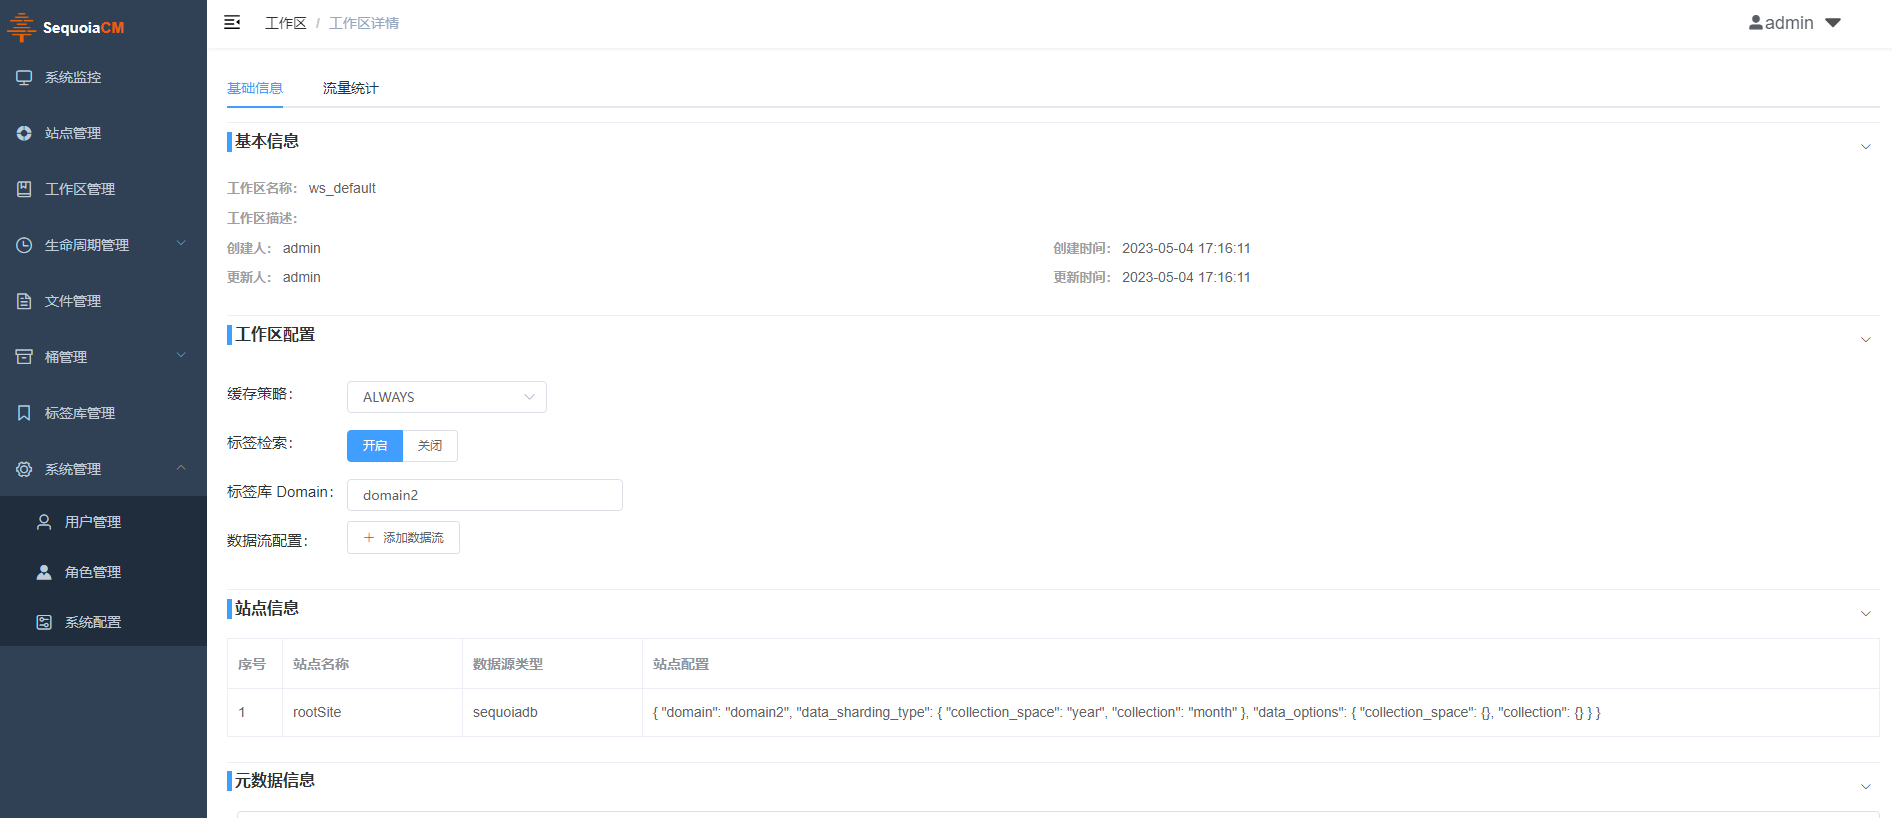 SequoiaCM
系统监控
站点管理
工作区管理
生命周期管理
文件管理
桶管理
标签库管理
系统管理
用户管理
角色管理
系统配置
工作区 / 工作区详情
admin
基础信息 流量统计
基本信息
工作区名称： ws_default
工作区描述：
创建人： admin 创建时间： 2023-05-04 17:16:11
更新人： admin 更新时间： 2023-05-04 17:16:11
工作区配置
缓存策略： ALWAYS
标签检索： 开启 关闭
标签库 Domain： domain2
数据流配置： + 添加数据流
站点信息
序号 站点名称 数据源类型 站点配置
1 rootSite sequoiadb { "domain": "domain2", "data_sharding_type": { "collection_space": "year", "collection": "month" }, "data_options": { "collection_space": {}, "collection": {} } }
元数据信息